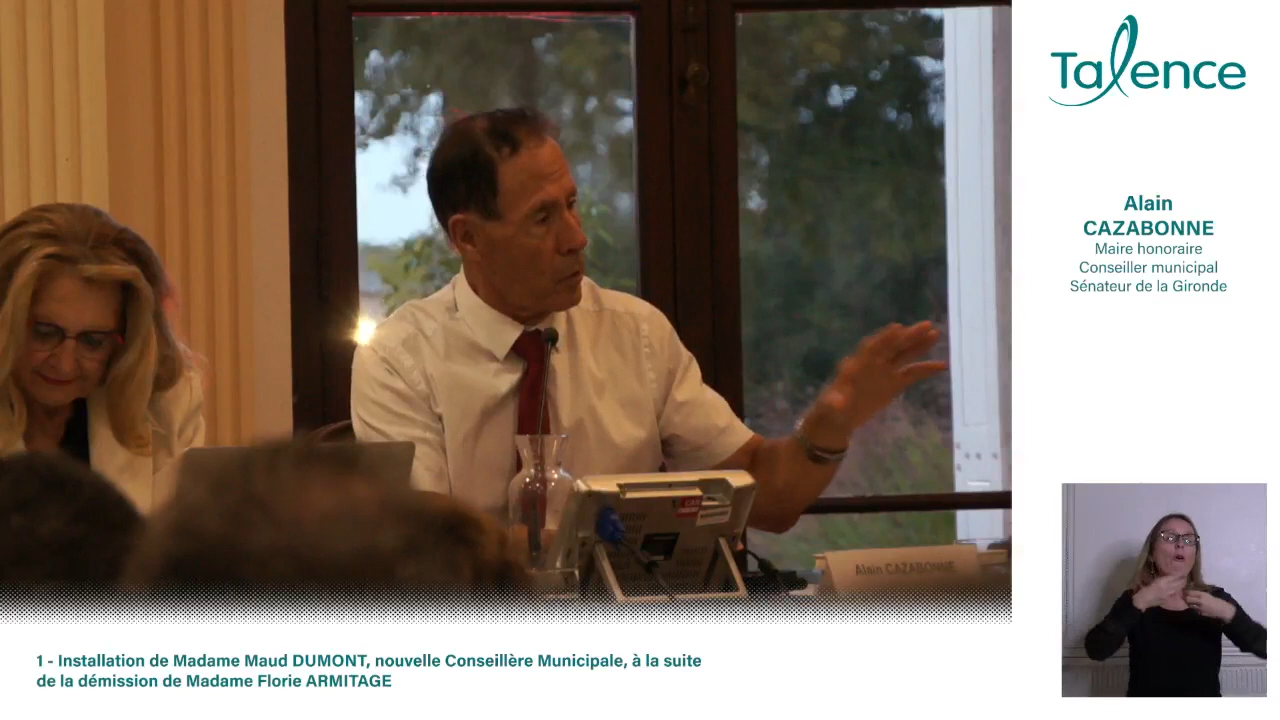 Talence
Alain
CAZABONNE
Maire honoraire
Conseiller municipal
Sénateur de la Gironde
Alain CAZABONNE
1 - Installation de Madame Maud DUMONT, nouvelle Conseillère Municipale, à la suite
de la démission de Madame Florie ARMITAGE